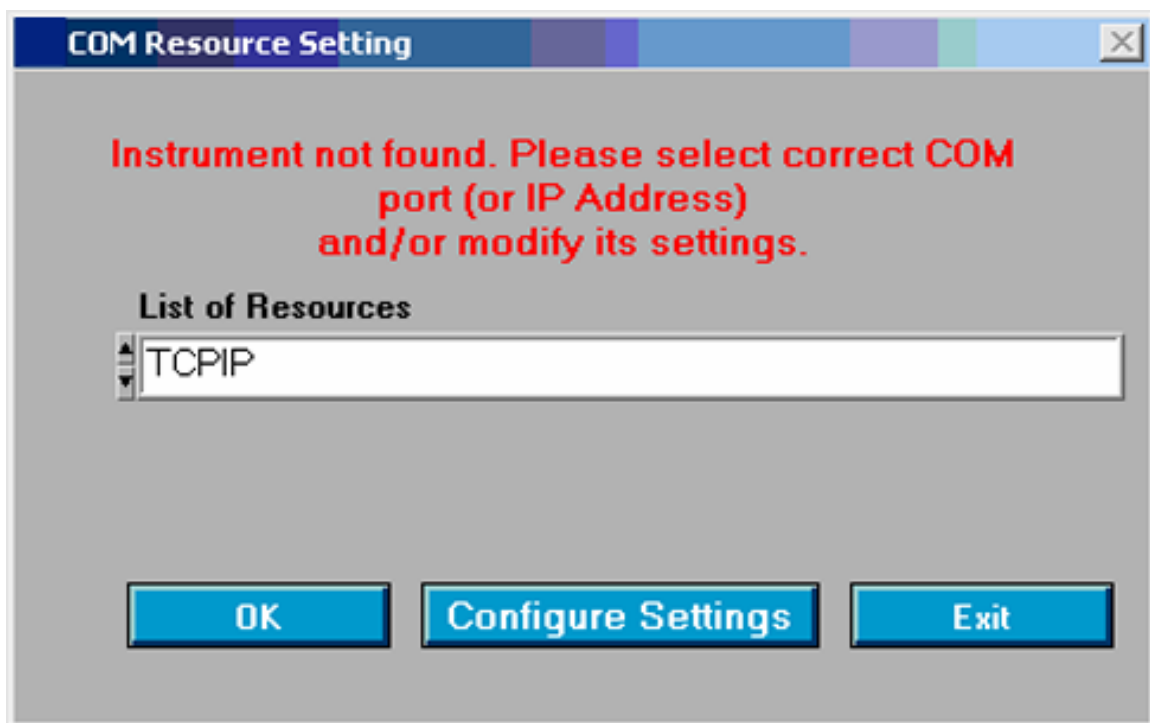 COM Resource Setting
Instrument not found. Please select correct COM
port (or IP Address)
and/or modify its settings.
List of Resources
TCPIP
OK Configure Settings Exit